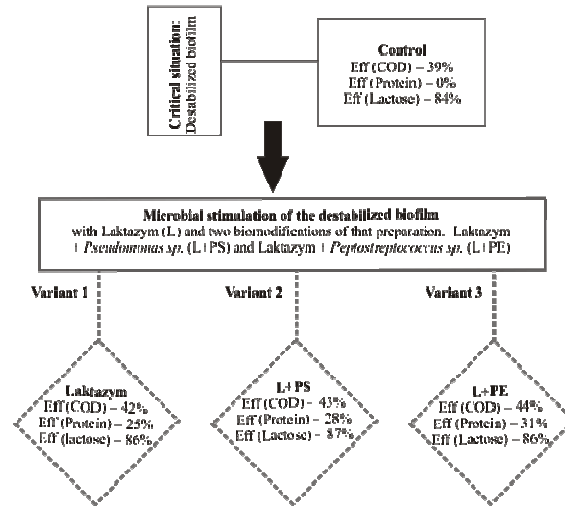 Critical situation:
Destabilized biofilm
Control
Eff (COD) – 39%
Eff (Protein) – 0%
Eff (Lactose) – 84%
Microbial stimulation of the destabilized biofilm
with Laktazym (L) and two biomodifications of that preparation. Laktazym
+ Pseudomonas sp. (L+PS) and Laktazym + Peptostreptococcus sp. (L+PE)
Variant 1
Variant 2
Variant 3
Laktazym
Eff (COD) – 42%
Eff (Protein) – 25%
Eff (lactose) – 86%
L+PS
Eff (COD) – 43%
Eff (Protein) – 28%
Eff (Lactose) – 87%
L+PE
Eff (COD) – 44%
Eff (Protein) – 31%
Eff (Lactose) – 86%